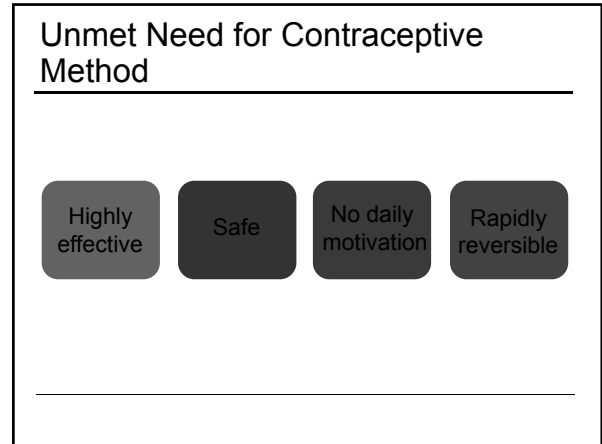 Unmet Need for Contraceptive
Method
Highly
effective
Safe
No daily
motivation
Rapidly
reversible